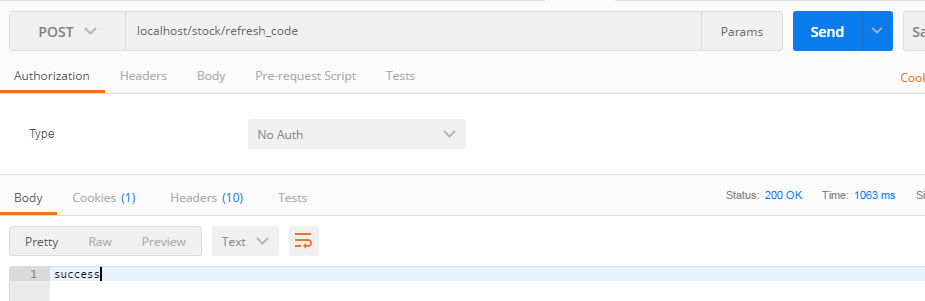 POST localhost/stock/refresh_code Params Send Sa
Authorization Headers Body Pre-request Script Tests Cook
Type No Auth
Body Cookies (1) Headers (10) Tests Status: 200 OK Time: 1063 ms Si
Pretty Raw Preview Text
1 success